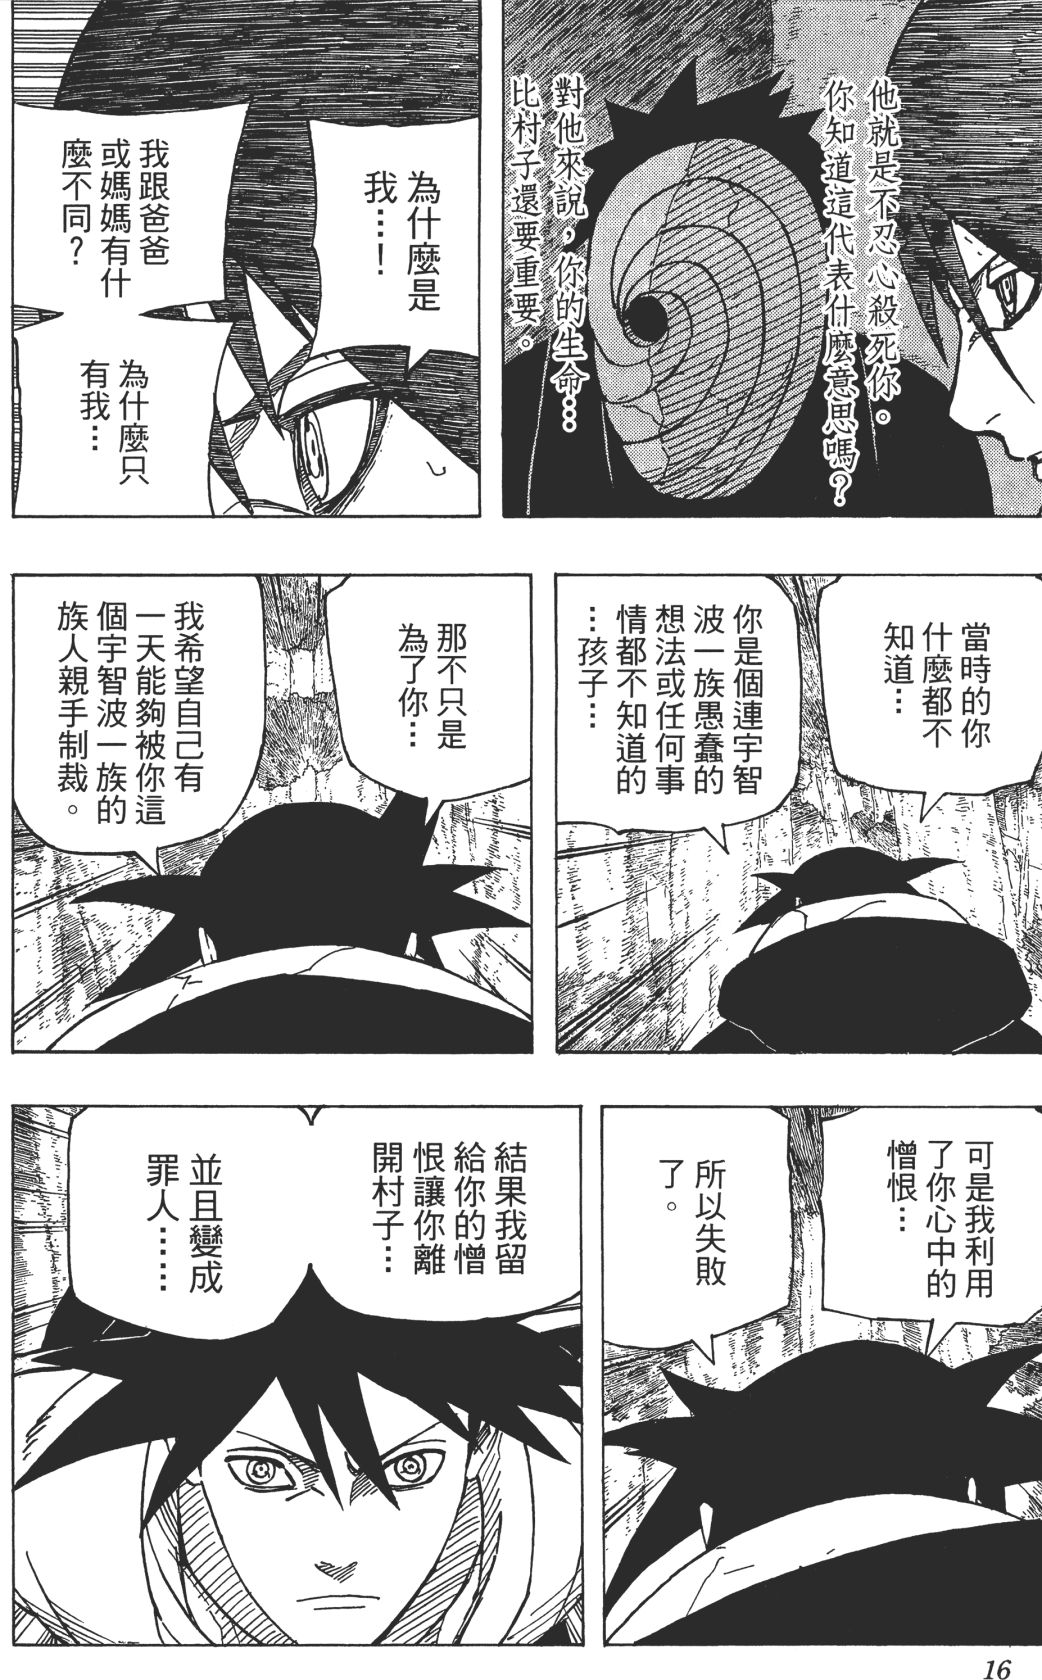 他就是不忍心殺死你。
你知道這代表什麼意思嗎？
對他來說，你的生命…
比村子還要重要。
為什麼是
我…！
我跟爸爸
或媽媽有什
麼不同？
為什麼只
有我…
當時的你
什麼都不
知道…
你是個連宇智
波一族愚蠢的
想法或任何事
情都不知道的
…孩子…
那不只是
為了你…
我希望自己有
一天能夠被你這
個宇智波一族的
族人親手制裁。
可是我利用
了你心中的
憎恨…
所以失敗
了。
結果我留
給你的憎
恨讓你離
開村子…
並且變成
罪人……
16